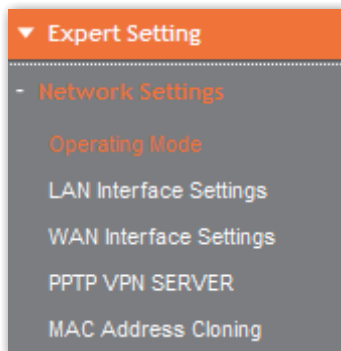 Expert Setting
- Network Settings
Operating Mode
LAN Interface Settings
WAN Interface Settings
PPTP VPN SERVER
MAC Address Cloning